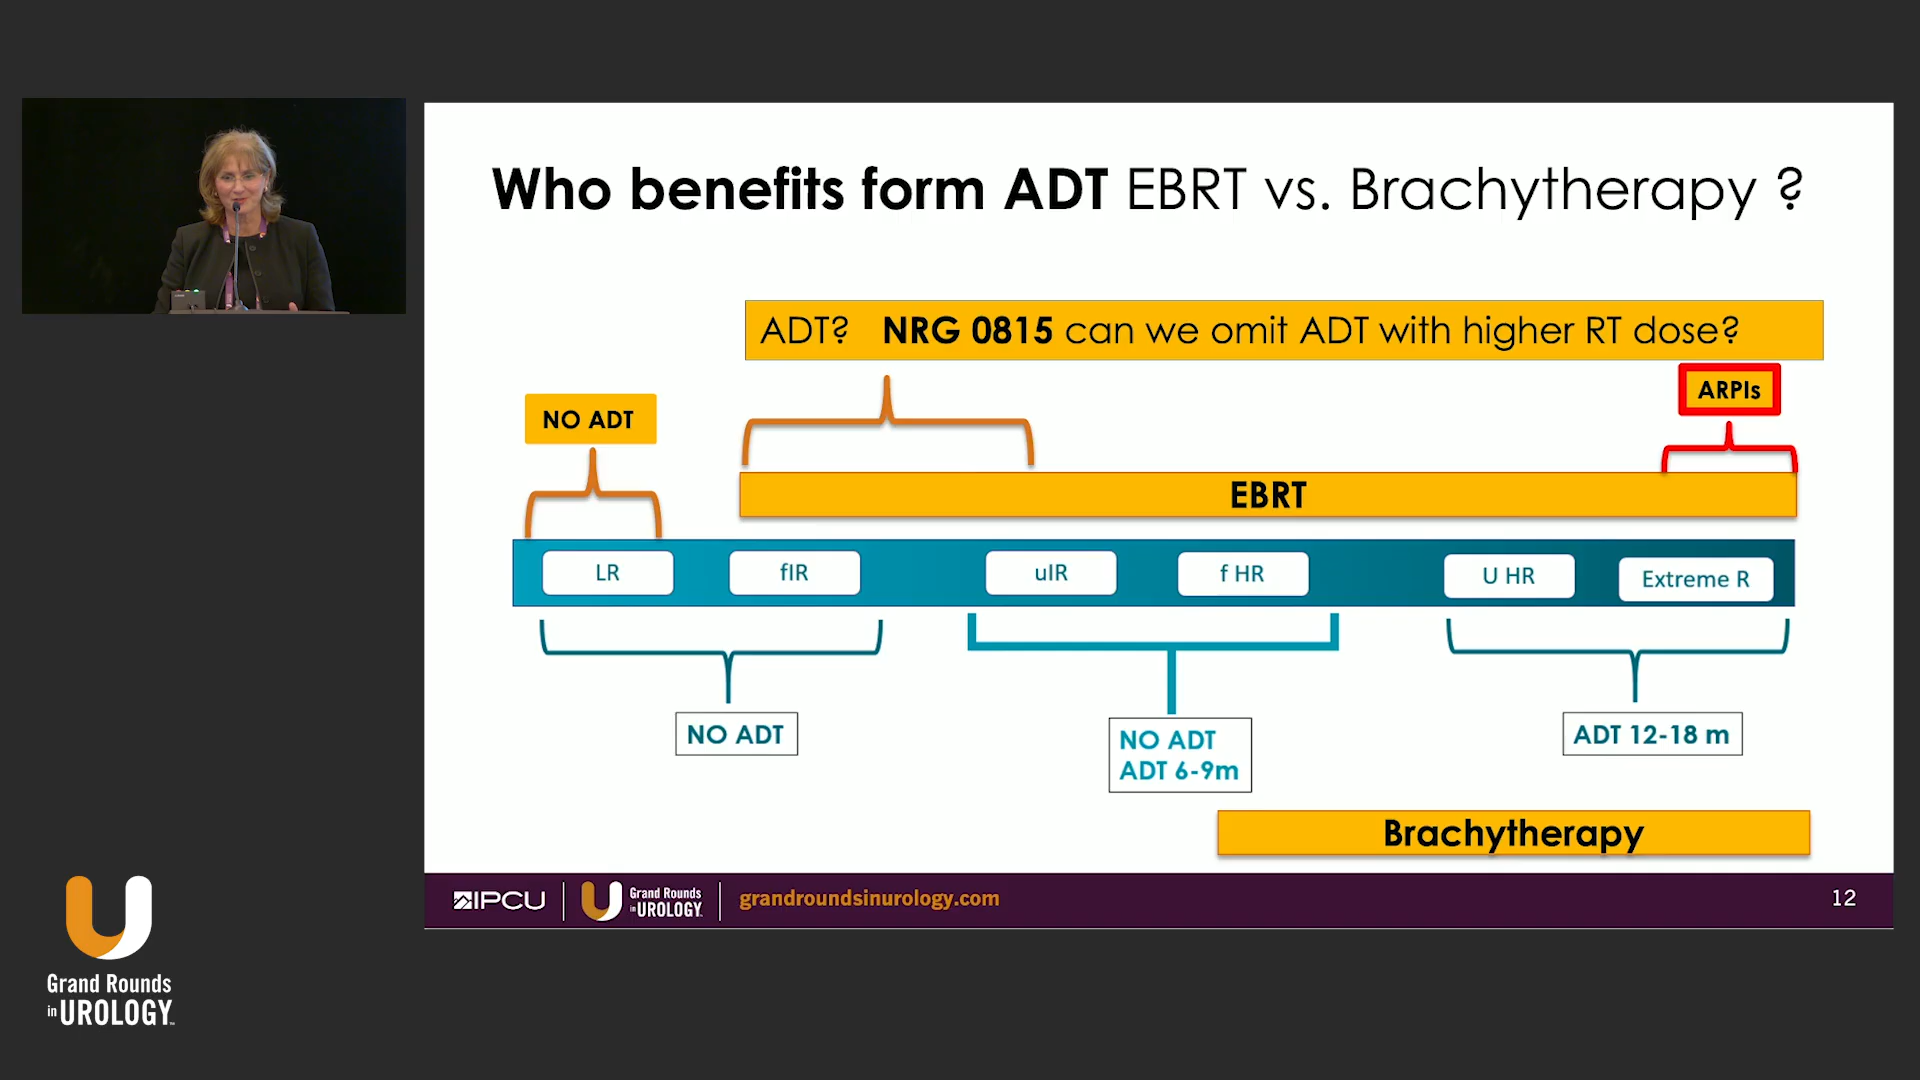 Who benefits form ADT EBRT vs. Brachytherapy ?
ADT? NRG 0815 can we omit ADT with higher RT dose?
ARPIs
NO ADT
EBRT
LR
fIR
uIR
f HR
U HR
Extreme R
NO ADT
NO ADT
ADT 6-9m
ADT 12-18 m
Brachytherapy
IPCU
Grand Rounds
in UROLOGY
grandroundsinurology.com
12
Grand Rounds
in UROLOGY